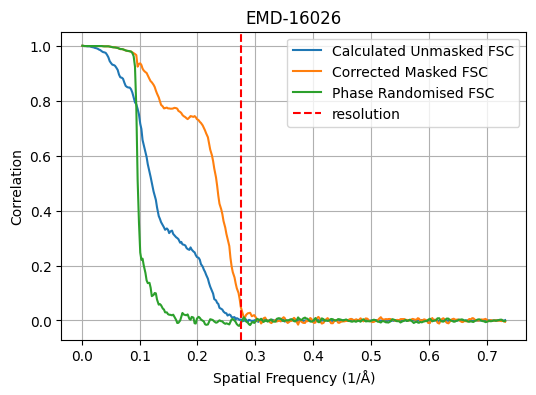 EMD-16026
1.0
0.8
0.6
0.4
0.2
0.0
Correlation
Calculated Unmasked FSC
Corrected Masked FSC
Phase Randomised FSC
resolution
0.0 0.1 0.2 0.3 0.4 0.5 0.6 0.7
Spatial Frequency (1/Å)